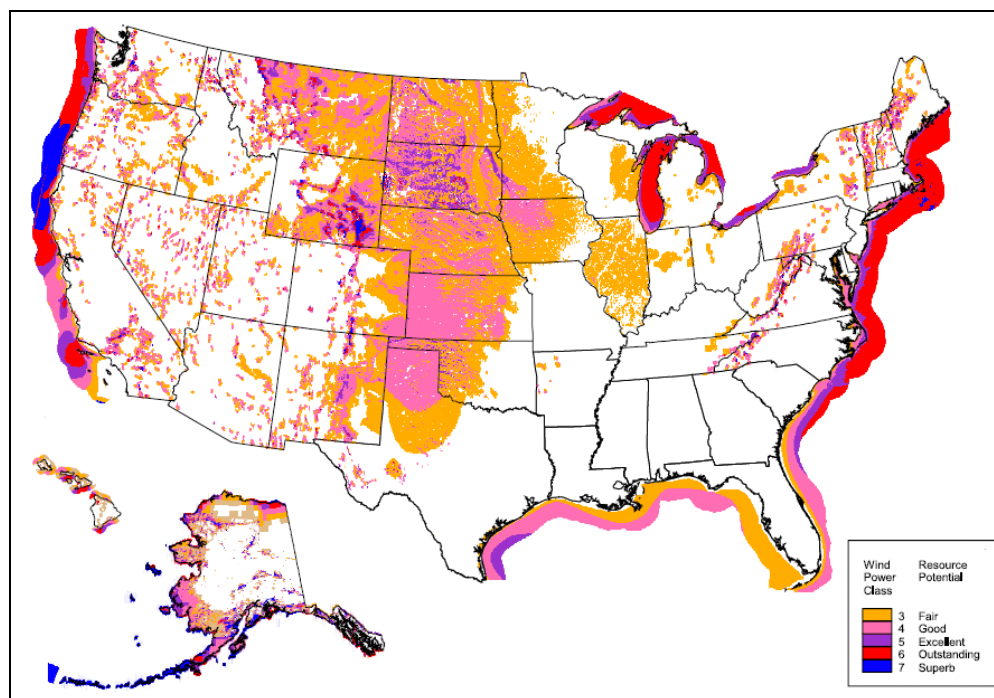 Wind Resource
Power Potential
Class
3 Fair
4 Good
5 Excellent
6 Outstanding
7 Superb